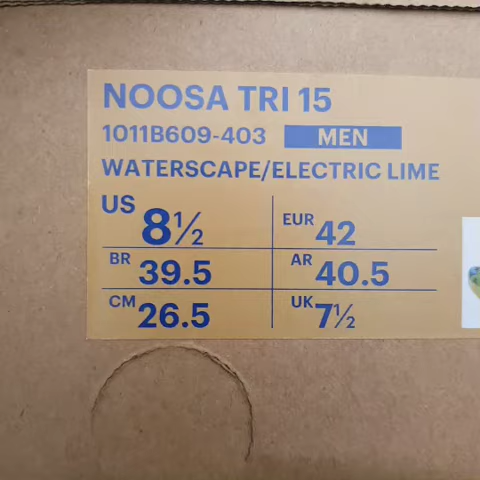 NOOSA TRI 15
1011B609-403 MEN
WATERSCAPE/ELECTRIC LIME
US 8½ EUR 42
BR 39.5 AR 40.5
CM 26.5 UK 7½